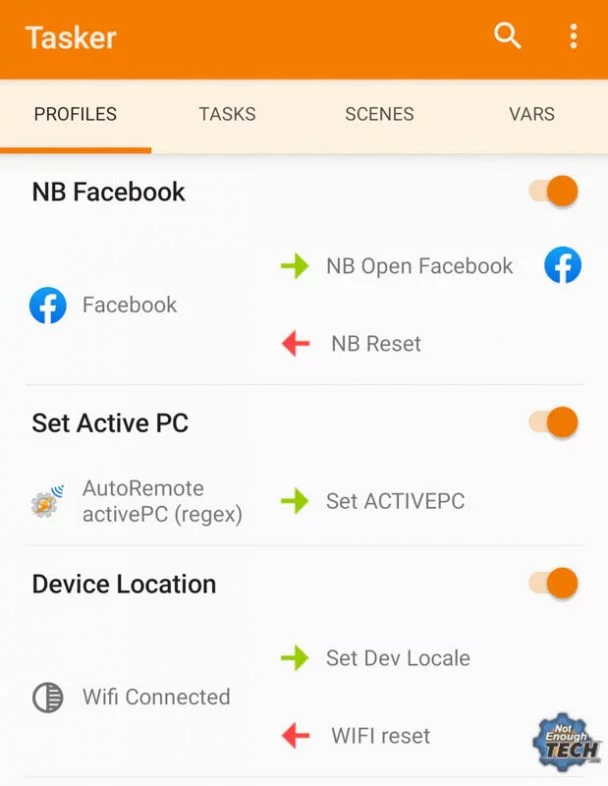 Tasker
PROFILES TASKS SCENES VARS
NB Facebook
Facebook
NB Open Facebook
NB Reset
Set Active PC
AutoRemote
activePC (regex)
Set ACTIVEPC
Device Location
Wifi Connected
Set Dev Locale
WIFI reset
Not
Enough
TECH